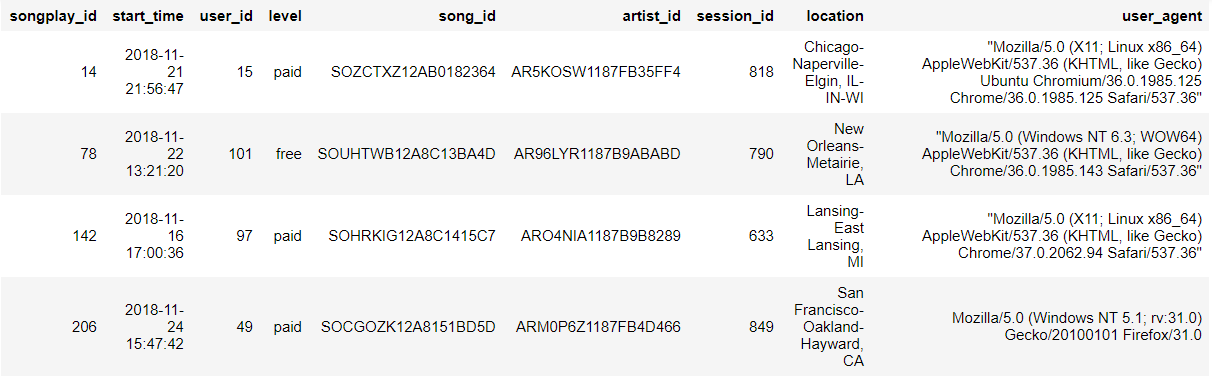 songplay_id start_time user_id level song_id artist_id session_id location user_agent
14
2018-11-
21
21:56:47
15
paid
SOZCTXZ12AB0182364
AR5KOSW1187FB35FF4
818
Chicago-
Naperville-
Elgin, IL-
IN-WI
"Mozilla/5.0 (X11; Linux x86_64)
AppleWebKit/537.36 (KHTML, like Gecko)
Ubuntu Chromium/36.0.1985.125
Chrome/36.0.1985.125 Safari/537.36"
78
2018-11-
22
13:21:20
101
free
SOUHTWB12A8C13BA4D
AR96LYR1187B9ABABD
790
New
Orleans-
Metairie,
LA
"Mozilla/5.0 (Windows NT 6.3; WOW64)
AppleWebKit/537.36 (KHTML, like Gecko)
Chrome/36.0.1985.143 Safari/537.36"
142
2018-11-
16
17:00:36
97
paid
SOHRKIG12A8C1415C7
ARO4NIA1187B9B8289
633
Lansing-
East
Lansing,
MI
"Mozilla/5.0 (X11; Linux x86_64)
AppleWebKit/537.36 (KHTML, like Gecko)
Chrome/37.0.2062.94 Safari/537.36"
206
2018-11-
24
15:47:42
49
paid
SOCGOZK12A8151BD5D
ARM0P6Z1187FB4D466
849
San
Francisco-
Oakland-
Hayward,
CA
Mozilla/5.0 (Windows NT 5.1; rv:31.0)
Gecko/20100101 Firefox/31.0